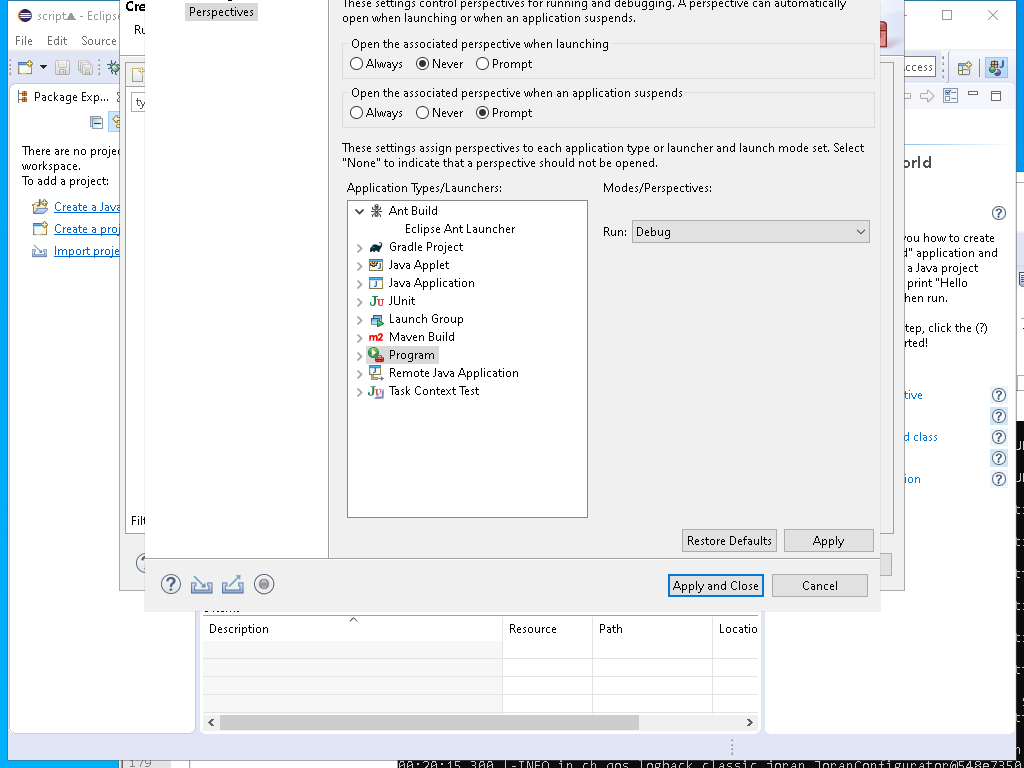 script▲ - Eclips
File Edit Source
Cre
Ru
Perspectives
These settings control perspectives for running and debugging. A perspective can automatically
open when launching or when an application suspends.
Open the associated perspective when launching
Always Never Prompt
Open the associated perspective when an application suspends
Always Never Prompt
These settings assign perspectives to each application type or launcher and launch mode set. Select
"None" to indicate that a perspective should not be opened.
Application Types/Launchers:
Modes/Perspectives:
Ant Build
Eclipse Ant Launcher
Gradle Project
Java Applet
Java Application
JUnit
Launch Group
Maven Build
Program
Remote Java Application
Task Context Test
Run: Debug
Restore Defaults Apply
Apply and Close Cancel
Package Exp...
ty
There are no proje
workspace.
To add a project:
Create a Java
Create a proj
Import proje
Filt
ccess
orld
you how to create
d" application and
a Java project
print "Hello
hen run.
tep, click the (?)
rted!
tive
d class
ion
Description Resource Path Locatio
179
00:20:15,300 |-INFO in ch.qos.logback.classic.joran.JoranConfigurator@548e7350